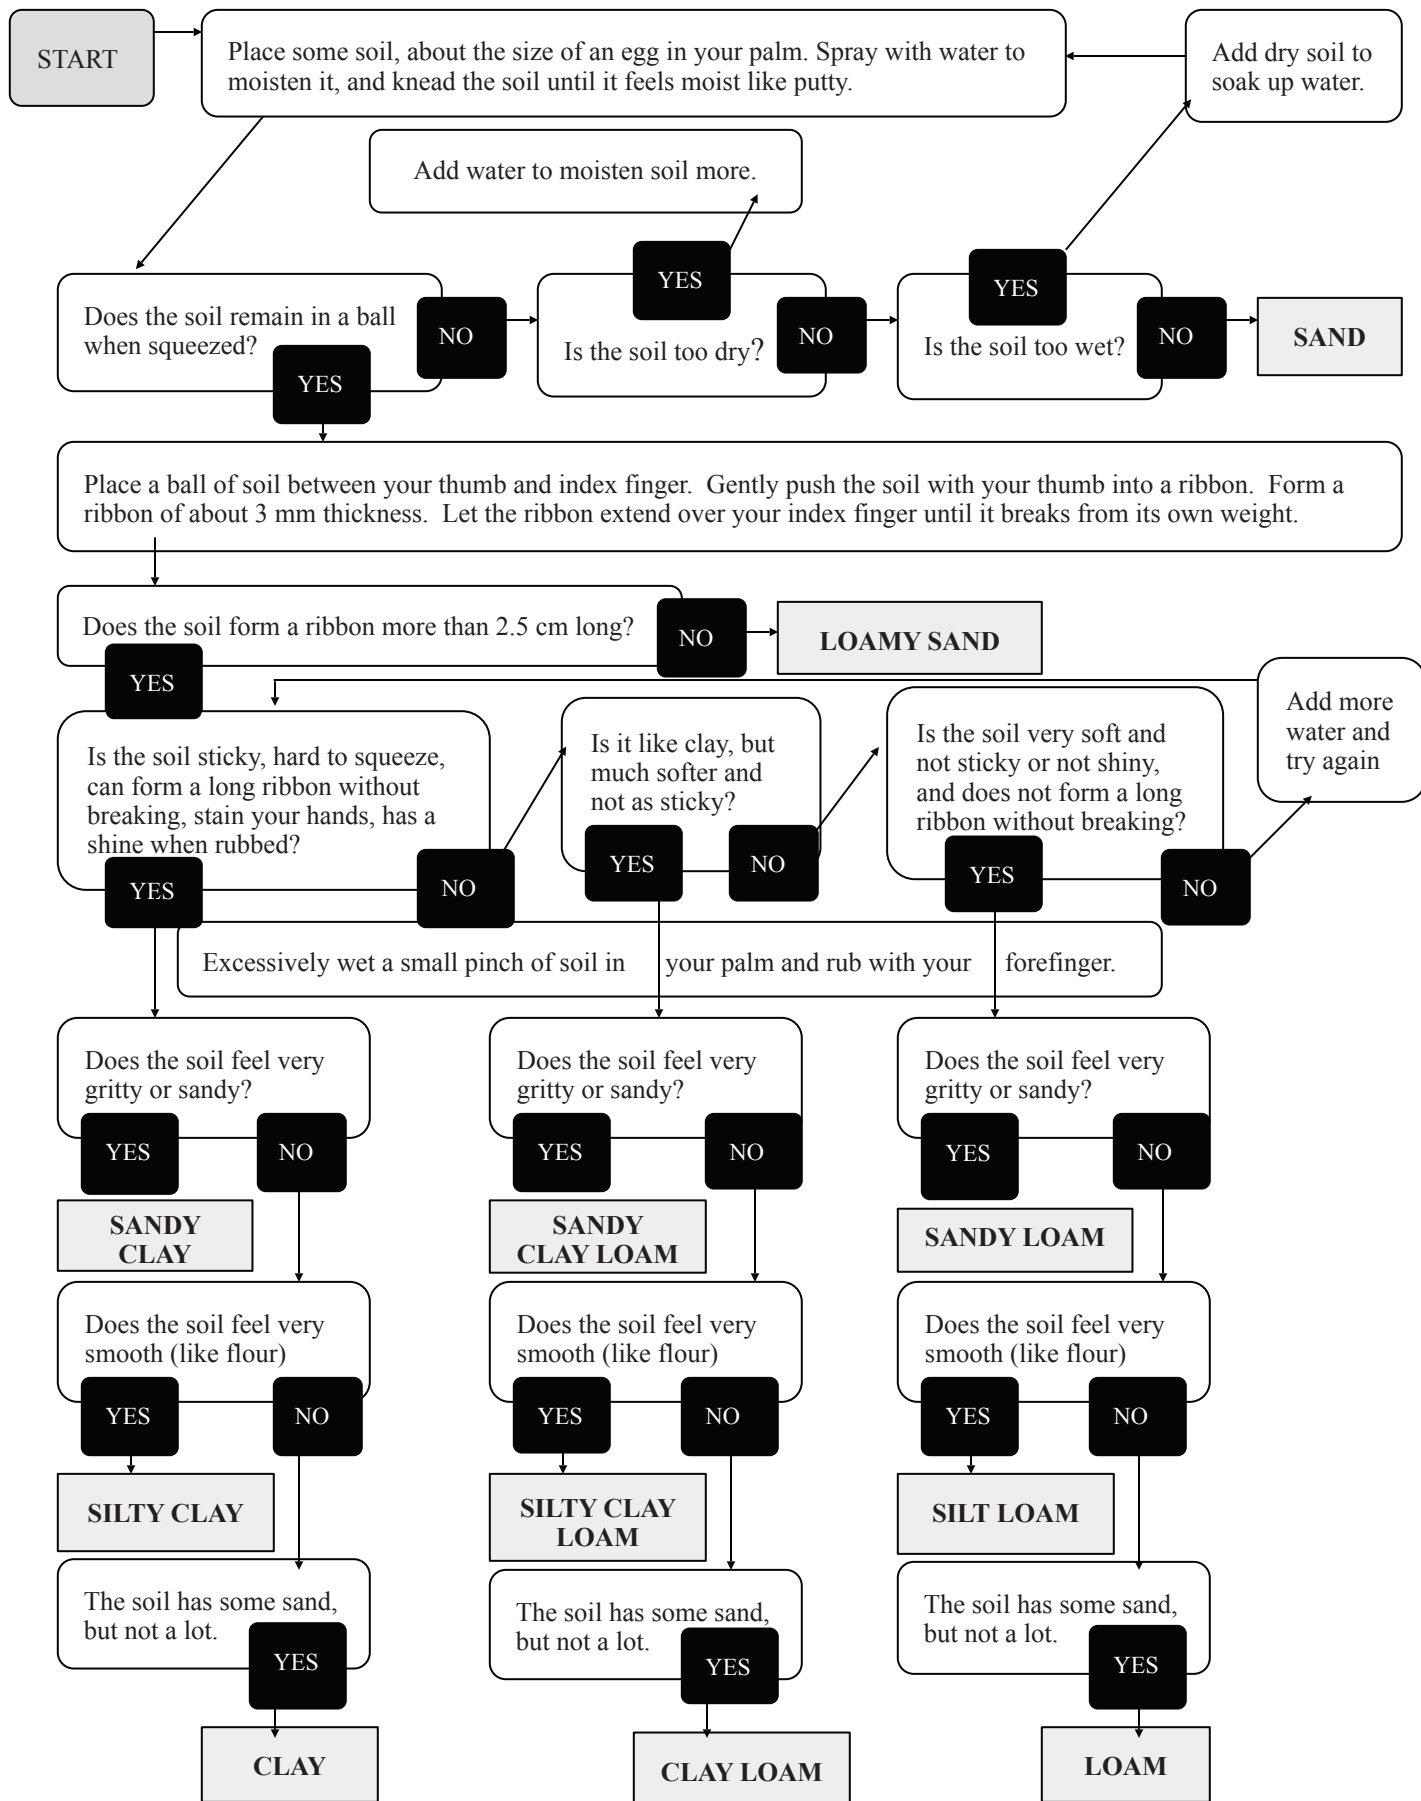 START
Place some soil, about the size of an egg in your palm. Spray with water to
moisten it, and knead the soil until it feels moist like putty.
Add dry soil to
soak up water.
Add water to moisten soil more.
Does the soil remain in a ball
when squeezed?
NO
YES
YES
Is the soil too dry?
NO
YES
Is the soil too wet?
NO
SAND
Place a ball of soil between your thumb and index finger. Gently push the soil with your thumb into a ribbon. Form a
ribbon of about 3 mm thickness. Let the ribbon extend over your index finger until it breaks from its own weight.
Does the soil form a ribbon more than 2.5 cm long?
NO
LOAMY SAND
YES
Is the soil sticky, hard to squeeze,
can form a long ribbon without
breaking, stain your hands, has a
shine when rubbed?
YES
NO
Is it like clay, but
much softer and
not as sticky?
YES
NO
Is the soil very soft and
not sticky or not shiny,
and does not form a long
ribbon without breaking?
YES
NO
Add more
water and
try again
Excessively wet a small pinch of soil in your palm and rub with your forefinger.
Does the soil feel very
gritty or sandy?
YES
NO
Does the soil feel very
gritty or sandy?
YES
NO
Does the soil feel very
gritty or sandy?
YES
NO
SANDY
CLAY
SANDY
CLAY LOAM
SANDY LOAM
Does the soil feel very
smooth (like flour)
YES
NO
Does the soil feel very
smooth (like flour)
YES
NO
Does the soil feel very
smooth (like flour)
YES
NO
SILTY CLAY
SILTY CLAY
LOAM
SILT LOAM
The soil has some sand,
but not a lot.
YES
The soil has some sand,
but not a lot.
YES
The soil has some sand,
but not a lot.
YES
CLAY
CLAY LOAM
LOAM